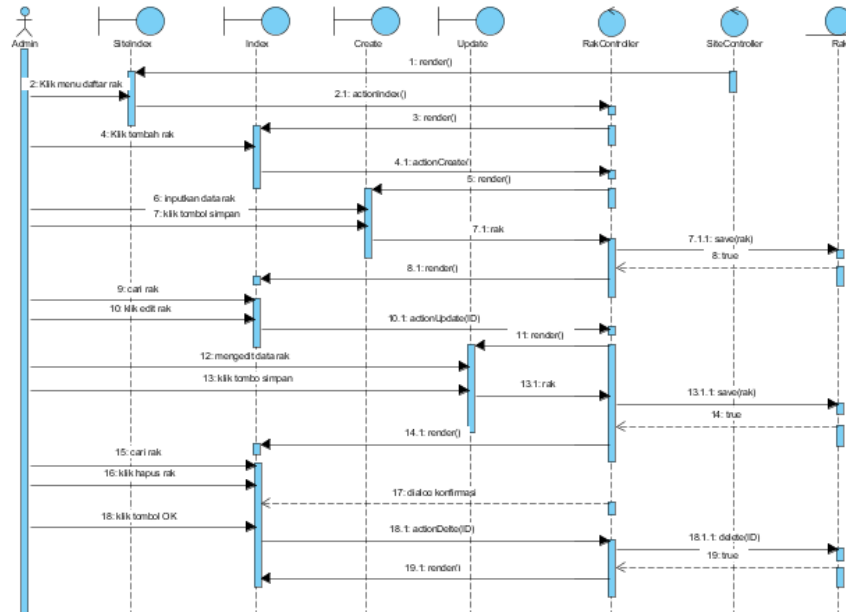 Admin
SiteIndex
Index
Create
Update
RakController
SiteController
Rak
1: render()
2: Klik menu daftar rak
2.1: actionIndex()
3: render()
4: Klik tombah rak
4.1: actionCreate()
5: render()
6: inputkan data rak
7: klik tombol simpan
7.1: rak
7.1.1: save(rak)
8: true
8.1: render()
9: cari rak
10: klik edit rak
10.1: actionUpdate(ID)
11: render()
12: mengedit data rak
13: klik tombo simpan
13.1: rak
13.1.1: save(rak)
14: true
14.1: render()
15: cari rak
16: klik hapus rak
17: dialoo konfirmasi
18: klik tombol OK
18.1: actionDelte(ID)
18.1.1: delete(ID)
19: true
19.1: render()